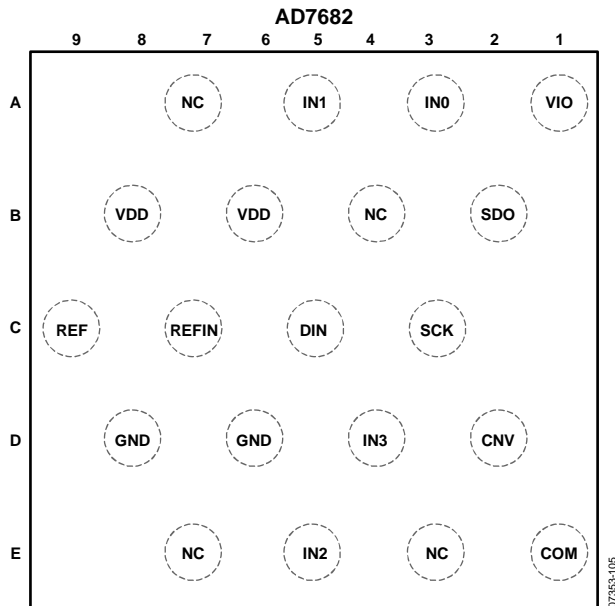 AD7682
9 8 7 6 5 4 3 2 1
A NC IN1 IN0 VIO
B VDD VDD NC SDO
C REF REFIN DIN SCK
D GND GND IN3 CNV
E NC IN2 NC COM
07353-105